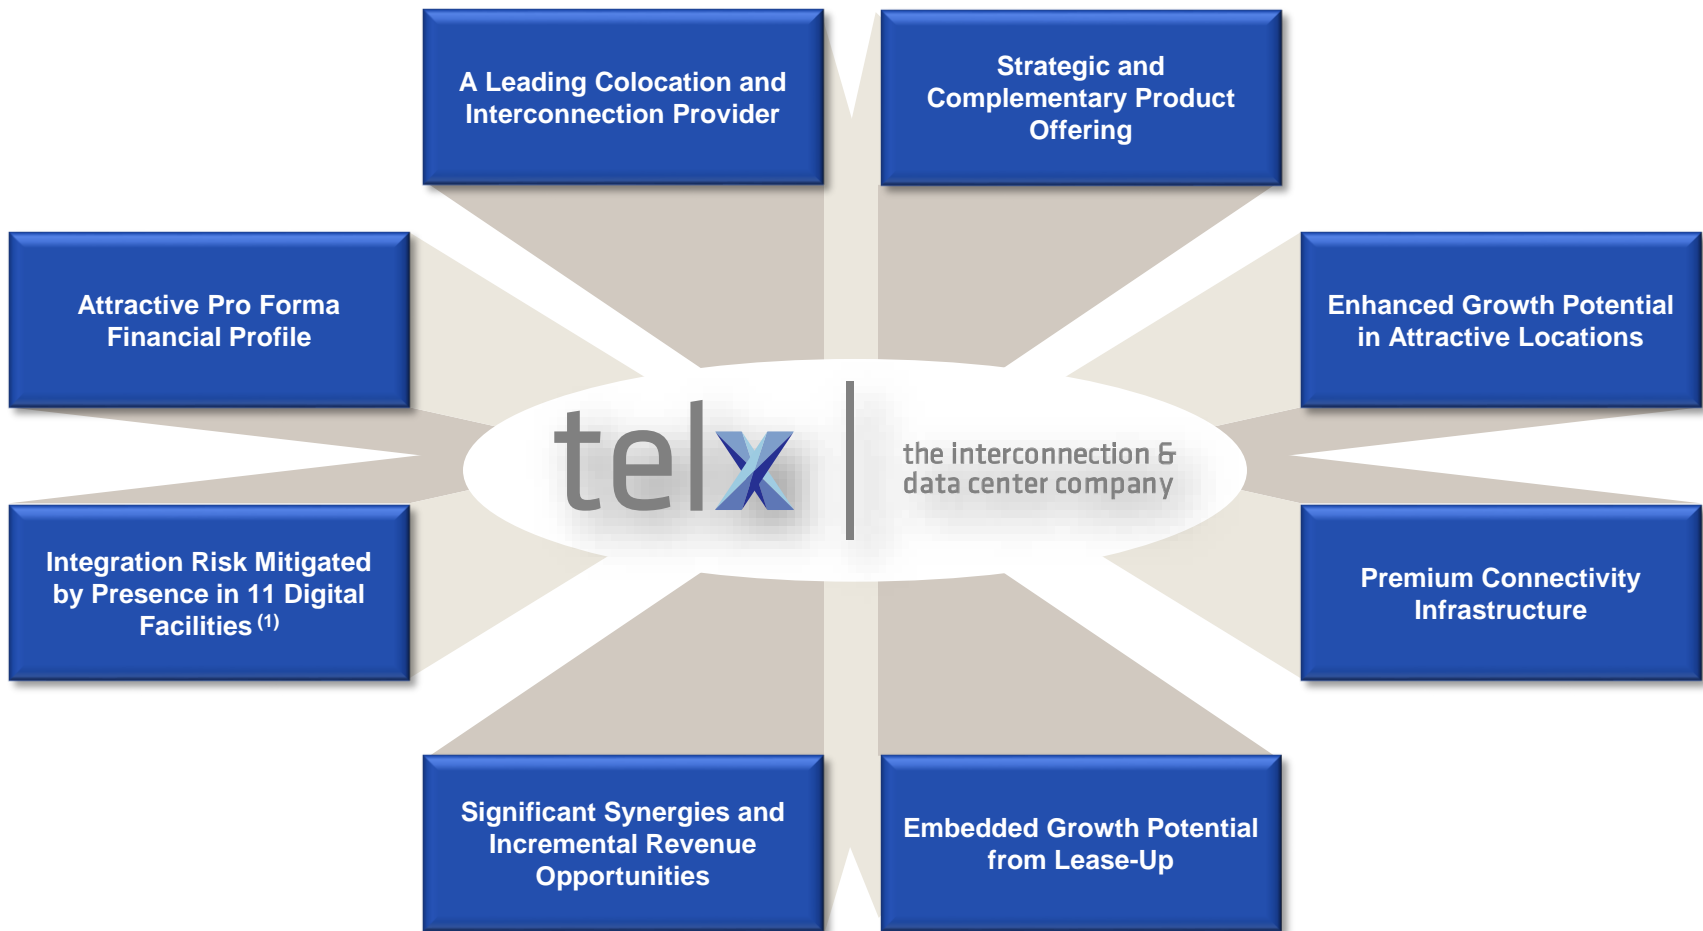 A Leading Colocation and
Interconnection Provider
Strategic and
Complementary Product
Offering
Attractive Pro Forma
Financial Profile
Enhanced Growth Potential
in Attractive Locations
telx
the interconnection &
data center company
Integration Risk Mitigated
by Presence in 11 Digital
Facilities (1)
Premium Connectivity
Infrastructure
Significant Synergies and
Incremental Revenue
Opportunities
Embedded Growth Potential
from Lease-Up